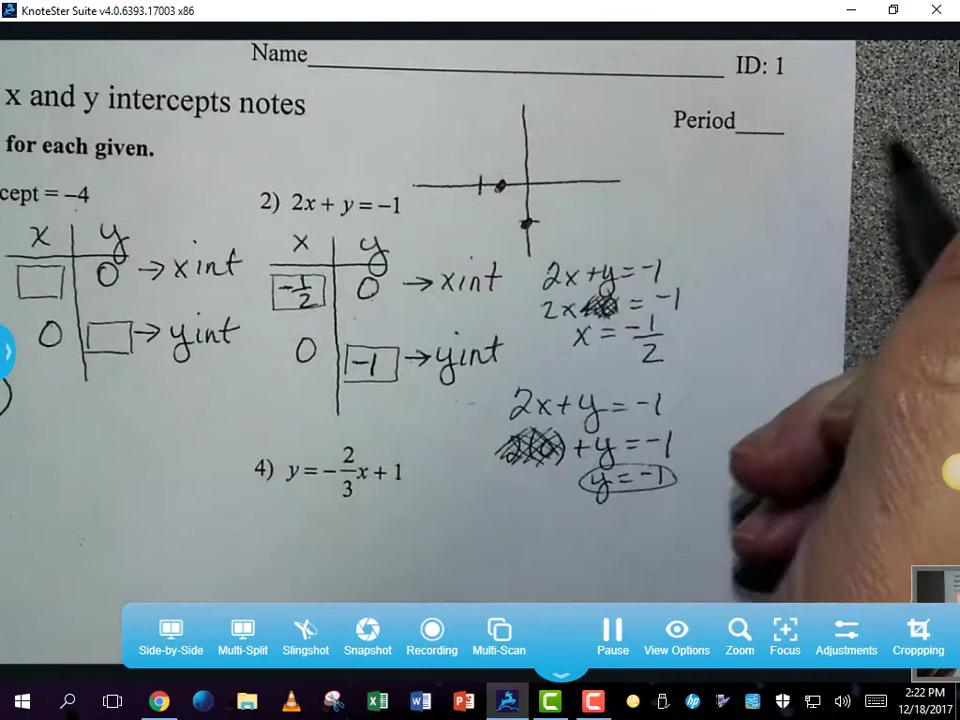 KnoteSter Suite v4.0.6393.17003 x86
Name
ID: 1
x and y intercepts notes
Period
for each given.
cept = –4
2) 2x + y = –1
x y
0 → x int
0 → y int
x y
-1/2 0 → x int
0 -1 → y int
2x + y = -1
2x = -1
x = -1/2
2x + y = -1
+ y = -1
y = -1
4) y = –2/3x + 1
Side-by-Side Multi-Split Slingshot Snapshot Recording Multi-Scan Pause View Options Zoom Focus Adjustments Croppping
2:22 PM
12/18/2017